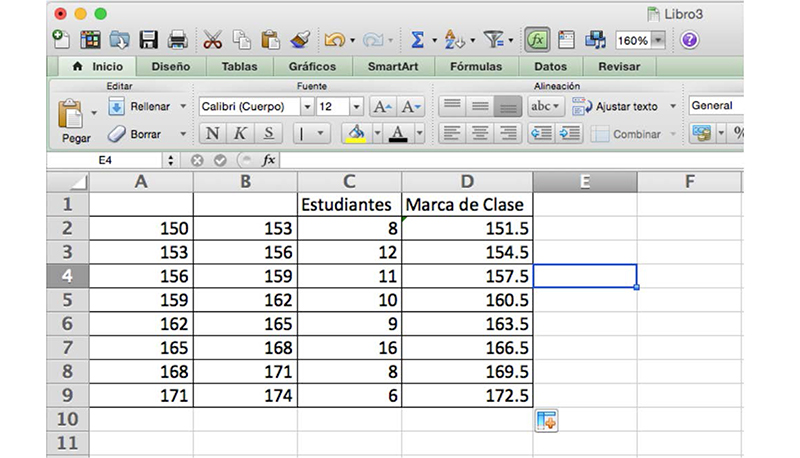 Libro3
fx 160% ?
Inicio Diseño Tablas Gráficos SmartArt Fórmulas Datos Revisar
Editar Fuente Alineación
Pegar Rellenar Calibri (Cuerpo) 12 A A abc Ajustar texto General
Borrar N K S A Combinar %
E4 fx
A B C D E F
1 Estudiantes Marca de Clase
2 150 153 8 151.5
3 153 156 12 154.5
4 156 159 11 157.5
5 159 162 10 160.5
6 162 165 9 163.5
7 165 168 16 166.5
8 168 171 8 169.5
9 171 174 6 172.5
10
11